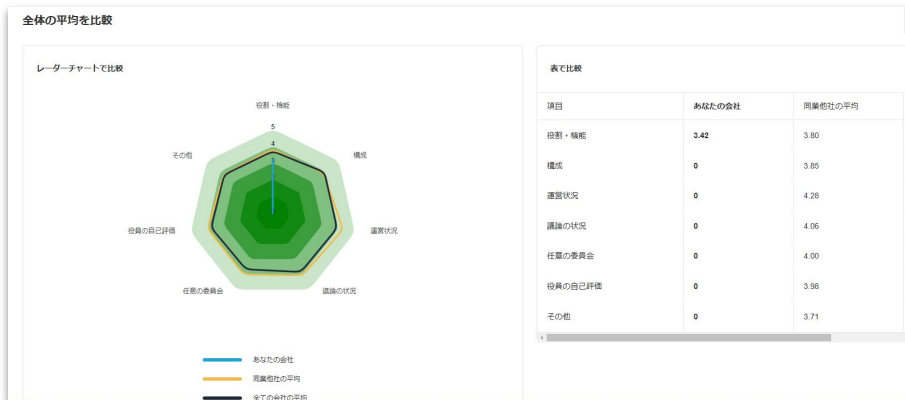 全体の平均を比較
レーダーチャートで比較
役割・機能
5
4
3
その他
構成
役員の自己評価
運営状況
任意の委員会
議論の状況
あなたの会社
同業他社の平均
全ての会社の平均
表で比較
項目 あなたの会社 同業他社の平均
役割・機能 3.42 3.80
構成 0 3.85
運営状況 0 4.28
議論の状況 0 4.06
任意の委員会 0 4.00
役員の自己評価 0 3.98
その他 0 3.71